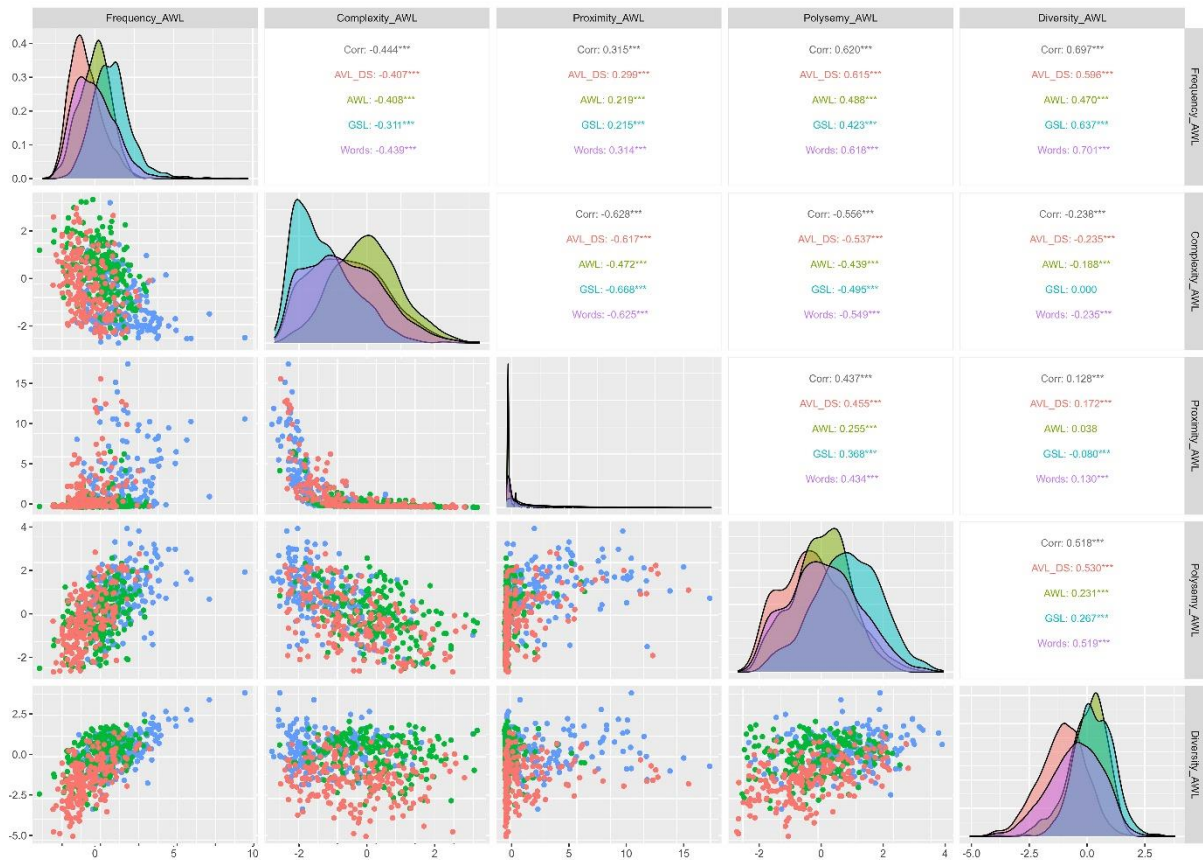 Frequency_AWL
Complexity_AWL
Proximity_AWL
Polysemy_AWL
Diversity_AWL
0.4
0.3
0.2
0.1
0.0
Corr: -0.444***
AVL_DS: -0.407***
AWL: -0.408***
GSL: -0.311***
Words: -0.439***
Corr: 0.315***
AVL_DS: 0.299***
AWL: 0.219***
GSL: 0.215***
Words: 0.314***
Corr: 0.620***
AVL_DS: 0.615***
AWL: 0.488***
GSL: 0.423***
Words: 0.618***
Corr: 0.697***
AVL_DS: 0.596***
AWL: 0.470***
GSL: 0.637***
Words: 0.701***
Frequency_AWL
2
0
-2
Corr: -0.628***
AVL_DS: -0.617***
AWL: -0.472***
GSL: -0.668***
Words: -0.625***
Corr: -0.556***
AVL_DS: -0.537***
AWL: -0.439***
GSL: -0.495***
Words: -0.549***
Corr: -0.238***
AVL_DS: -0.235***
AWL: -0.188***
GSL: 0.000
Words: -0.235***
Complexity_AWL
15
10
5
0
Corr: 0.437***
AVL_DS: 0.455***
AWL: 0.255***
GSL: 0.368***
Words: 0.434***
Corr: 0.128***
AVL_DS: 0.172***
AWL: 0.038
GSL: -0.080***
Words: 0.130***
Proximity_AWL
4
2
0
-2
Corr: 0.518***
AVL_DS: 0.530***
AWL: 0.231***
GSL: 0.267***
Words: 0.519***
Polysemy_AWL
2.5
0.0
-2.5
-5.0
Diversity_AWL
0
5
10
-2
0
2
0
5
10
15
-2
0
2
4
-5.0
-2.5
0.0
2.5